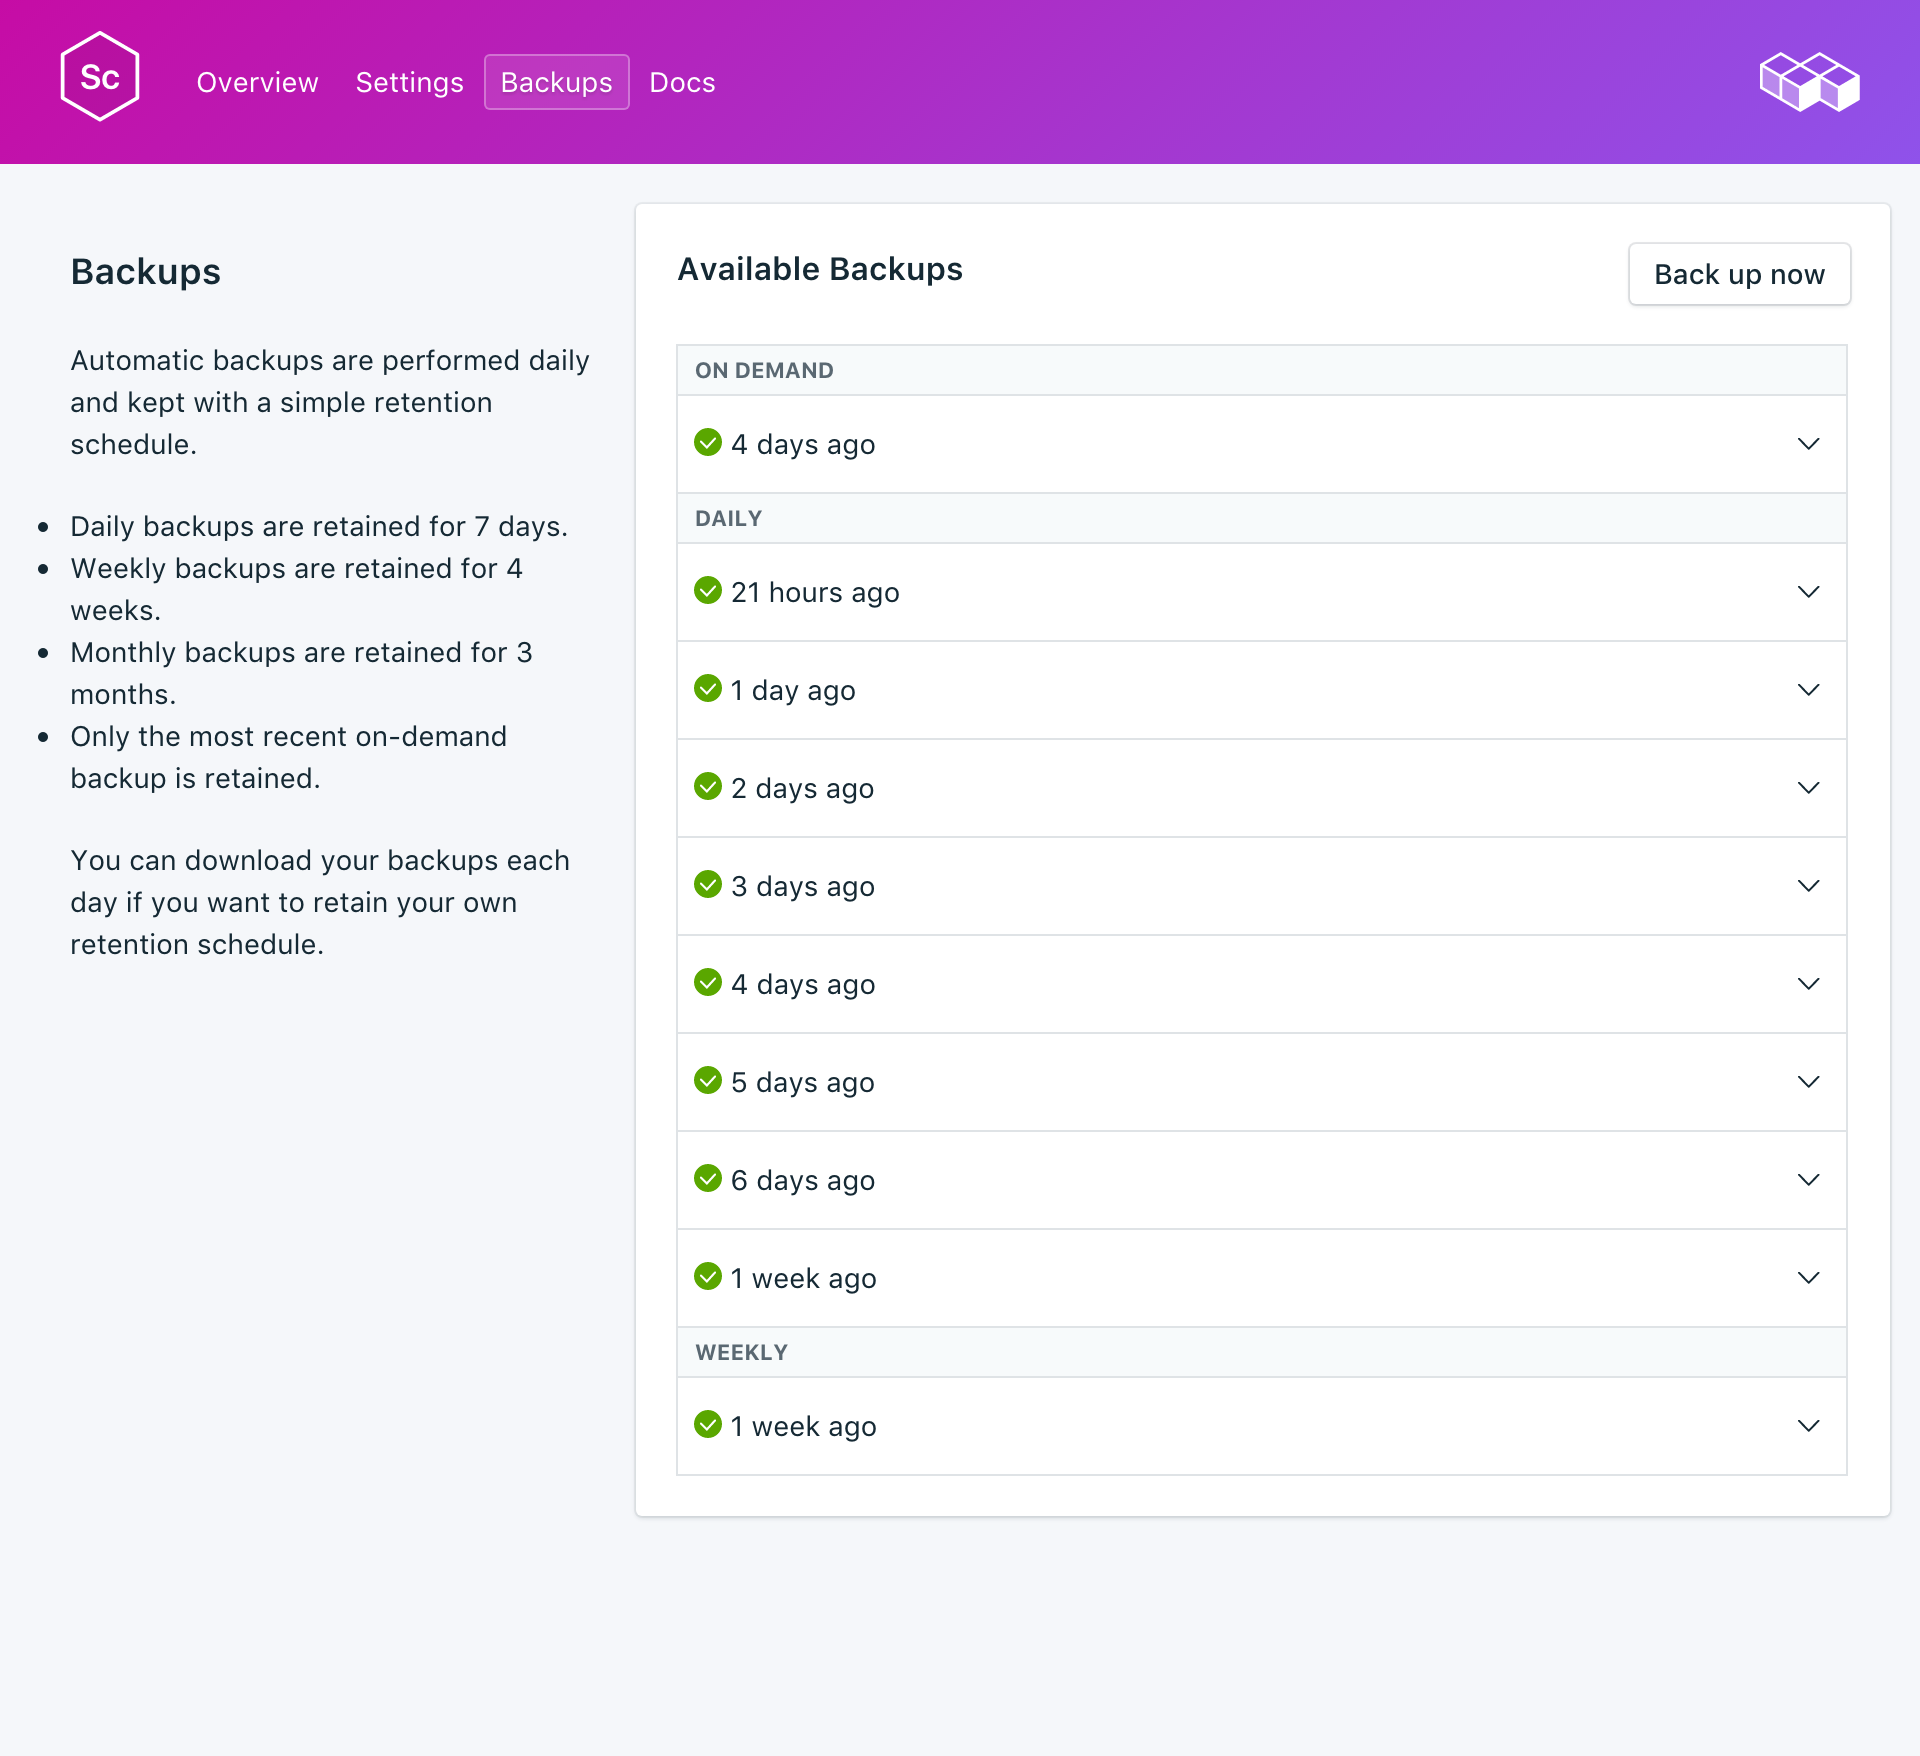 Sc
Overview Settings Backups Docs
Backups
Automatic backups are performed daily
and kept with a simple retention
schedule.
• Daily backups are retained for 7 days.
• Weekly backups are retained for 4
weeks.
• Monthly backups are retained for 3
months.
• Only the most recent on-demand
backup is retained.
You can download your backups each
day if you want to retain your own
retention schedule.
Available Backups
Back up now
ON DEMAND
4 days ago
DAILY
21 hours ago
1 day ago
2 days ago
3 days ago
4 days ago
5 days ago
6 days ago
1 week ago
WEEKLY
1 week ago